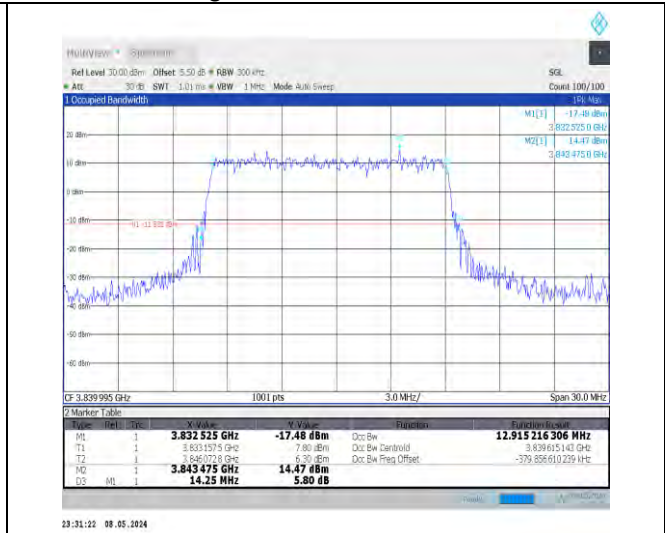 MultiView Spectrum
Ref Level 30.00 dBm Offset 5.50 dB RBW 300 kHz SGL
Att 30 dB SWT 1.01 ms VBW 1 MHz Mode Auto Sweep Count 100/100
1 Occupied Bandwidth 1Pk Max
M1[1] -17.48 dBm
3.832 525 0 GHz
M2[1] 14.47 dBm
3.843 475 0 GHz
20 dBm
10 dBm
0 dBm
-10 dBm
-20 dBm
-30 dBm
-40 dBm
-50 dBm
-60 dBm
CF 3.839 995 GHz 1001 pts 3.0 MHz/ Span 30.0 MHz
2 Marker Table
Type Ref Trc X-Value Y-Value Function Function Result
M1 1 3.832 525 GHz -17.48 dBm Occ Bw 12.915 216 306 MHz
T1 1 3.833 157 5 GHz 7.80 dBm Occ Bw Centroid 3.839 615 143 GHz
T2 1 3.846 072 8 GHz 6.30 dBm Occ Bw Freq Offset -379.856 610 239 kHz
M2 1 3.843 475 GHz 14.47 dBm
D3 M1 1 14.25 MHz 5.80 dB
23:31:22 08.05.2024